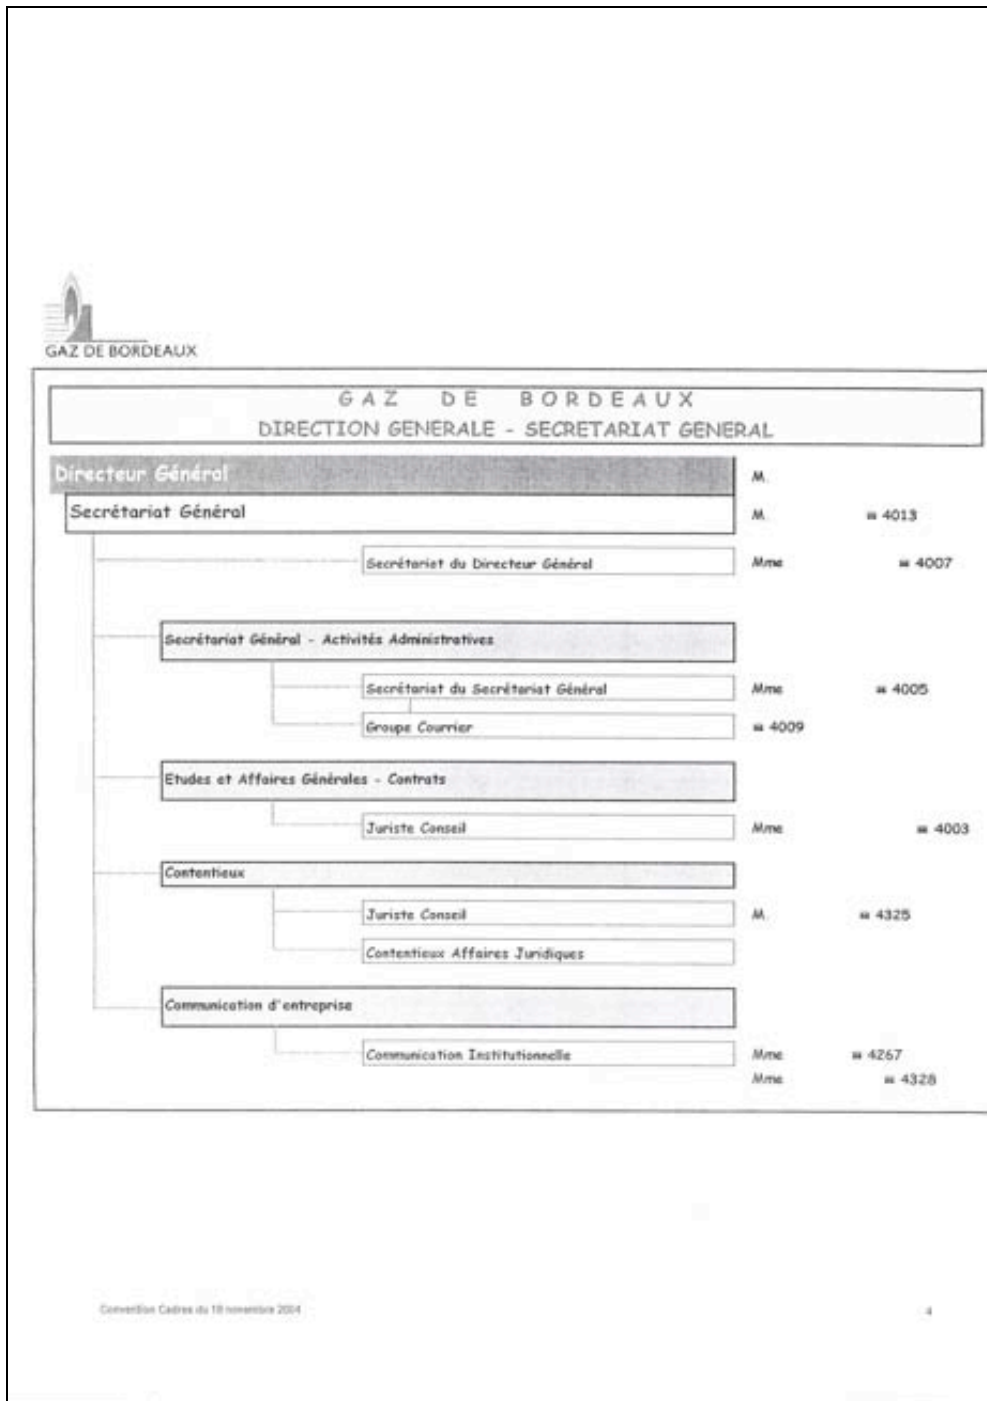 GAZ DE BORDEAUX
GAZ DE BORDEAUX
DIRECTION GENERALE - SECRETARIAT GENERAL
Directeur Général M.
Secrétariat Général M. ☎ 4013
Secrétariat du Directeur Général Mme ☎ 4007
Secrétariat Général - Activités Administratives
Secrétariat du Secrétariat Général Mme ☎ 4005
Groupe Courrier ☎ 4009
Etudes et Affaires Générales - Contrats
Juriste Conseil Mme ☎ 4003
Contentieux
Juriste Conseil M. ☎ 4325
Contentieux Affaires Juridiques
Communication d'entreprise
Communication Institutionnelle Mme ☎ 4267
Mme ☎ 4328
Convention Cadres du 18 novembre 2004 4